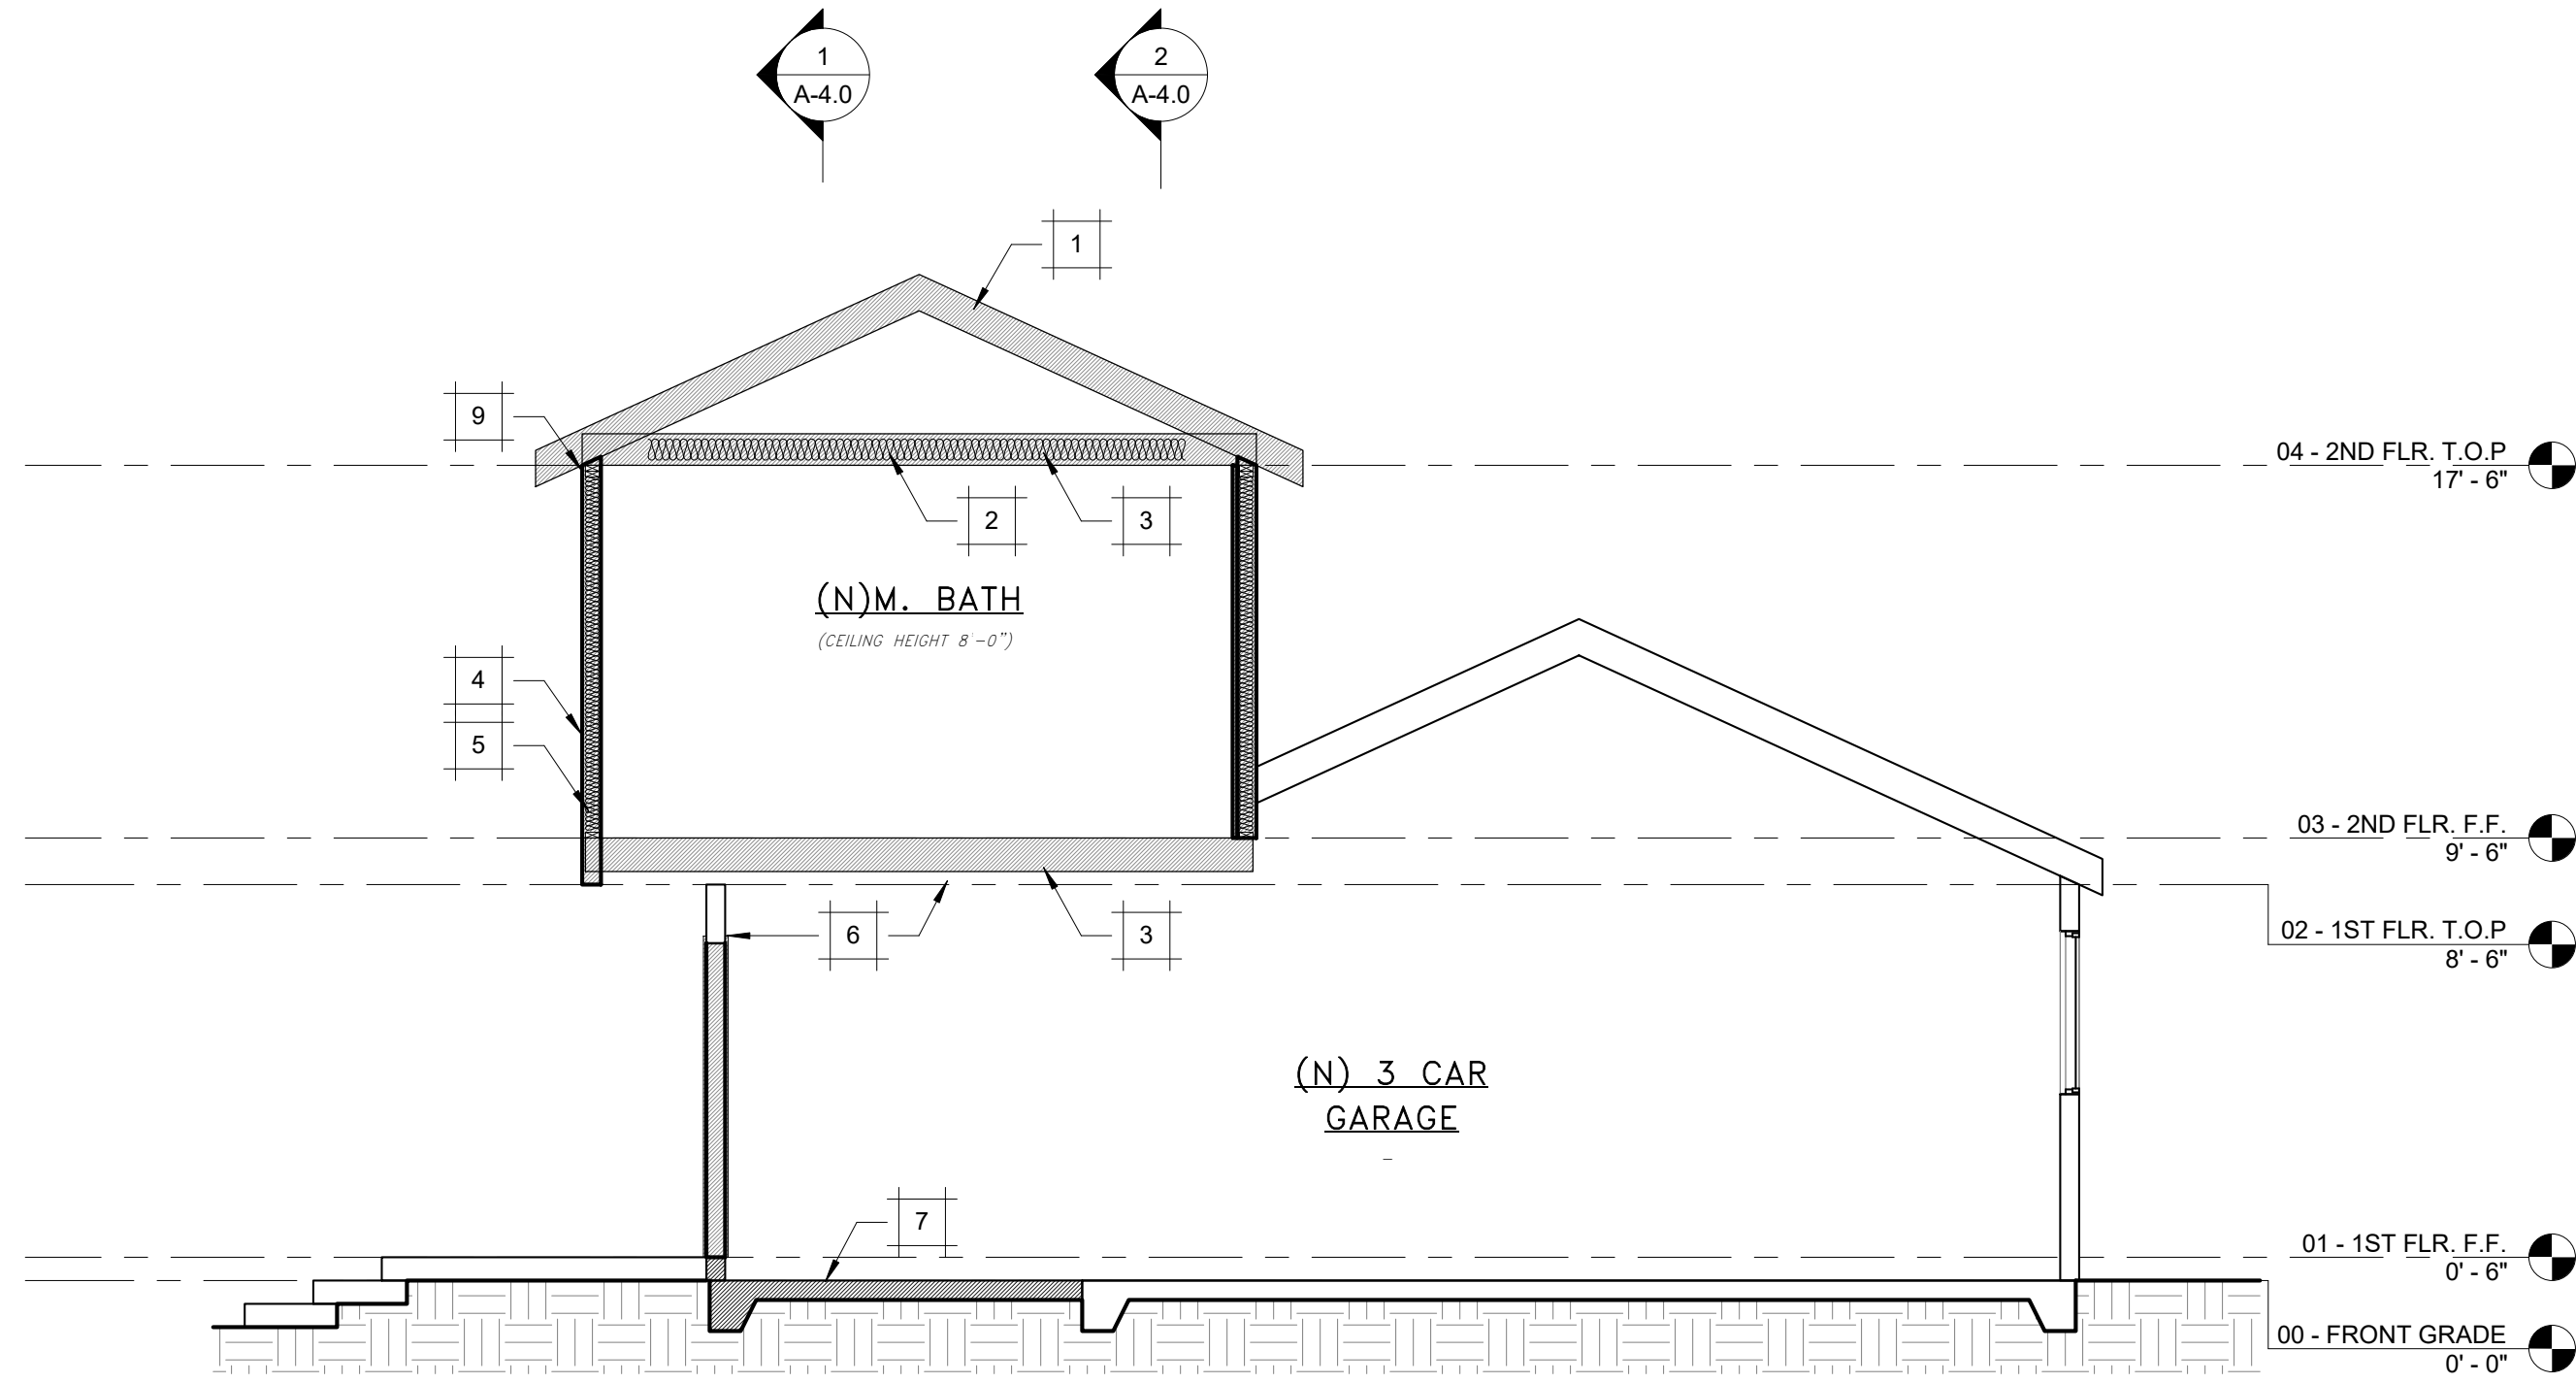 1
A-4.0
2
A-4.0
1
9
04 - 2ND FLR. T.O.P
17' - 6"
2
3
(N)M. BATH
(CEILING HEIGHT 8'-0")
4
5
03 - 2ND FLR. F.F.
9' - 6"
6
3
02 - 1ST FLR. T.O.P
8' - 6"
(N) 3 CAR
GARAGE
-
7
01 - 1ST FLR. F.F.
0' - 6"
00 - FRONT GRADE
0' - 0"